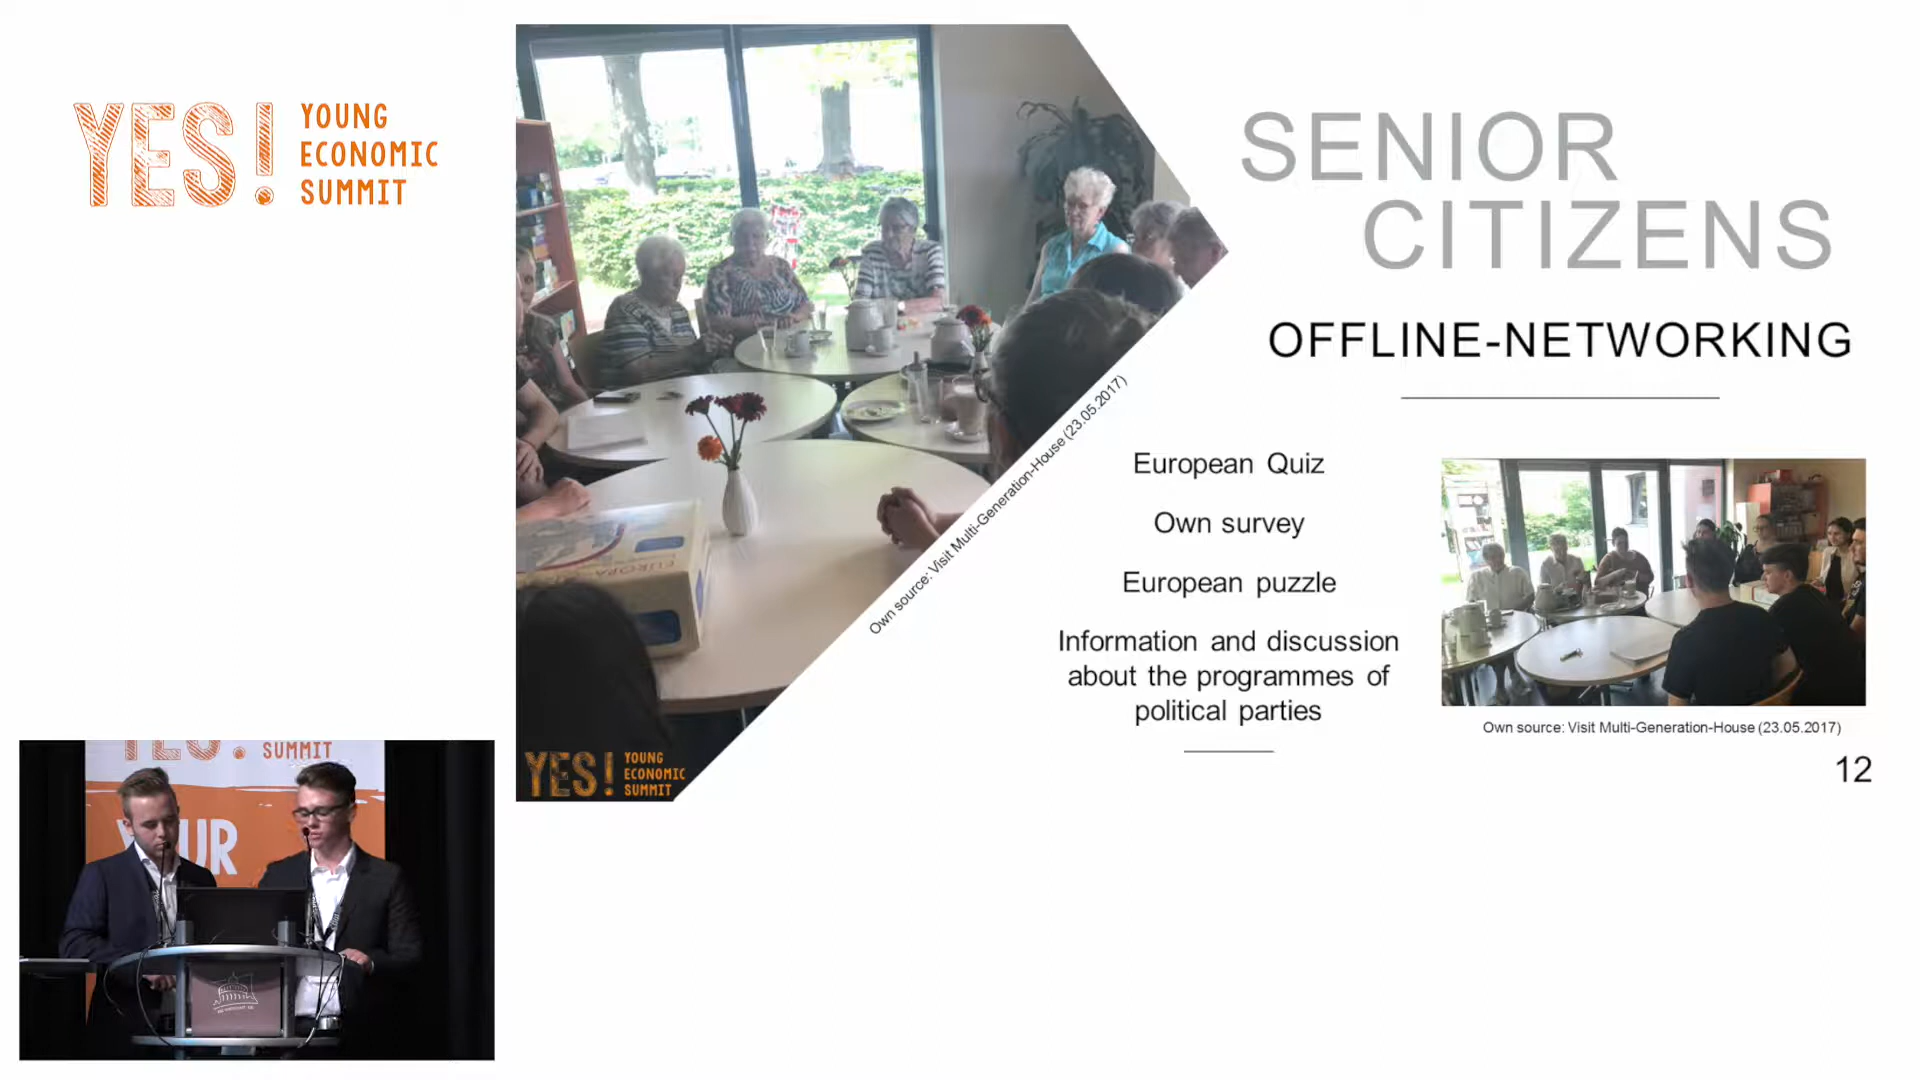 YES! YOUNG
ECONOMIC
SUMMIT
SENIOR
CITIZENS
OFFLINE-NETWORKING
European Quiz
Own survey
European puzzle
Information and discussion
about the programmes of
political parties
Own source: Visit Multi-Generation-House (23.05.2017)
Own source: Visit Multi-Generation-House (23.05.2017)
12
EUROPA
YES! YOUNG
ECONOMIC
SUMMIT
SUMMIT
YOUR